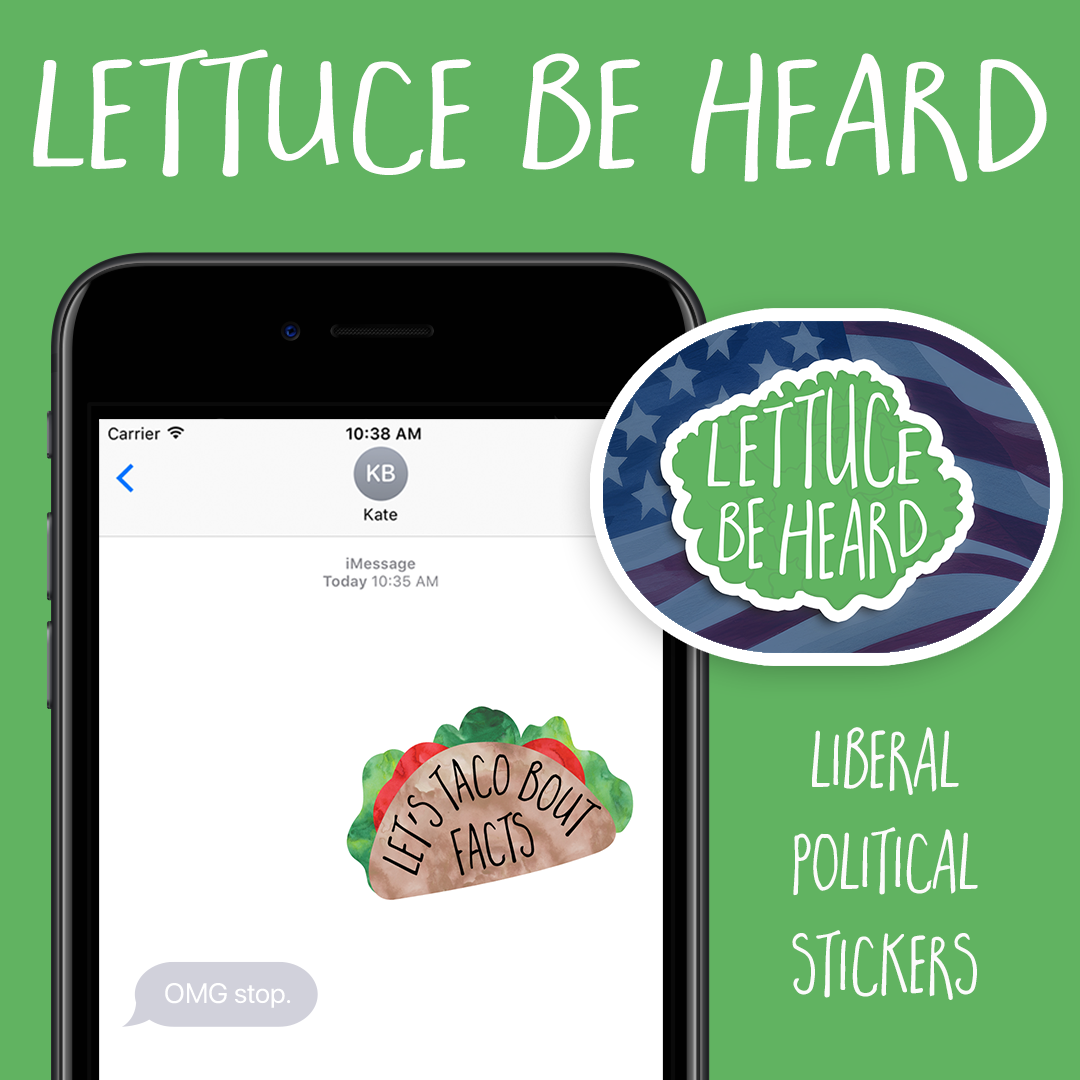 LETTUCE BE HEARD
Carrier
10:38 AM
KB
Kate
iMessage
Today 10:35 AM
LETTUCE
BE HEARD
LET'S TACO BOUT
FACTS
OMG stop.
LIBERAL
POLITICAL
STICKERS